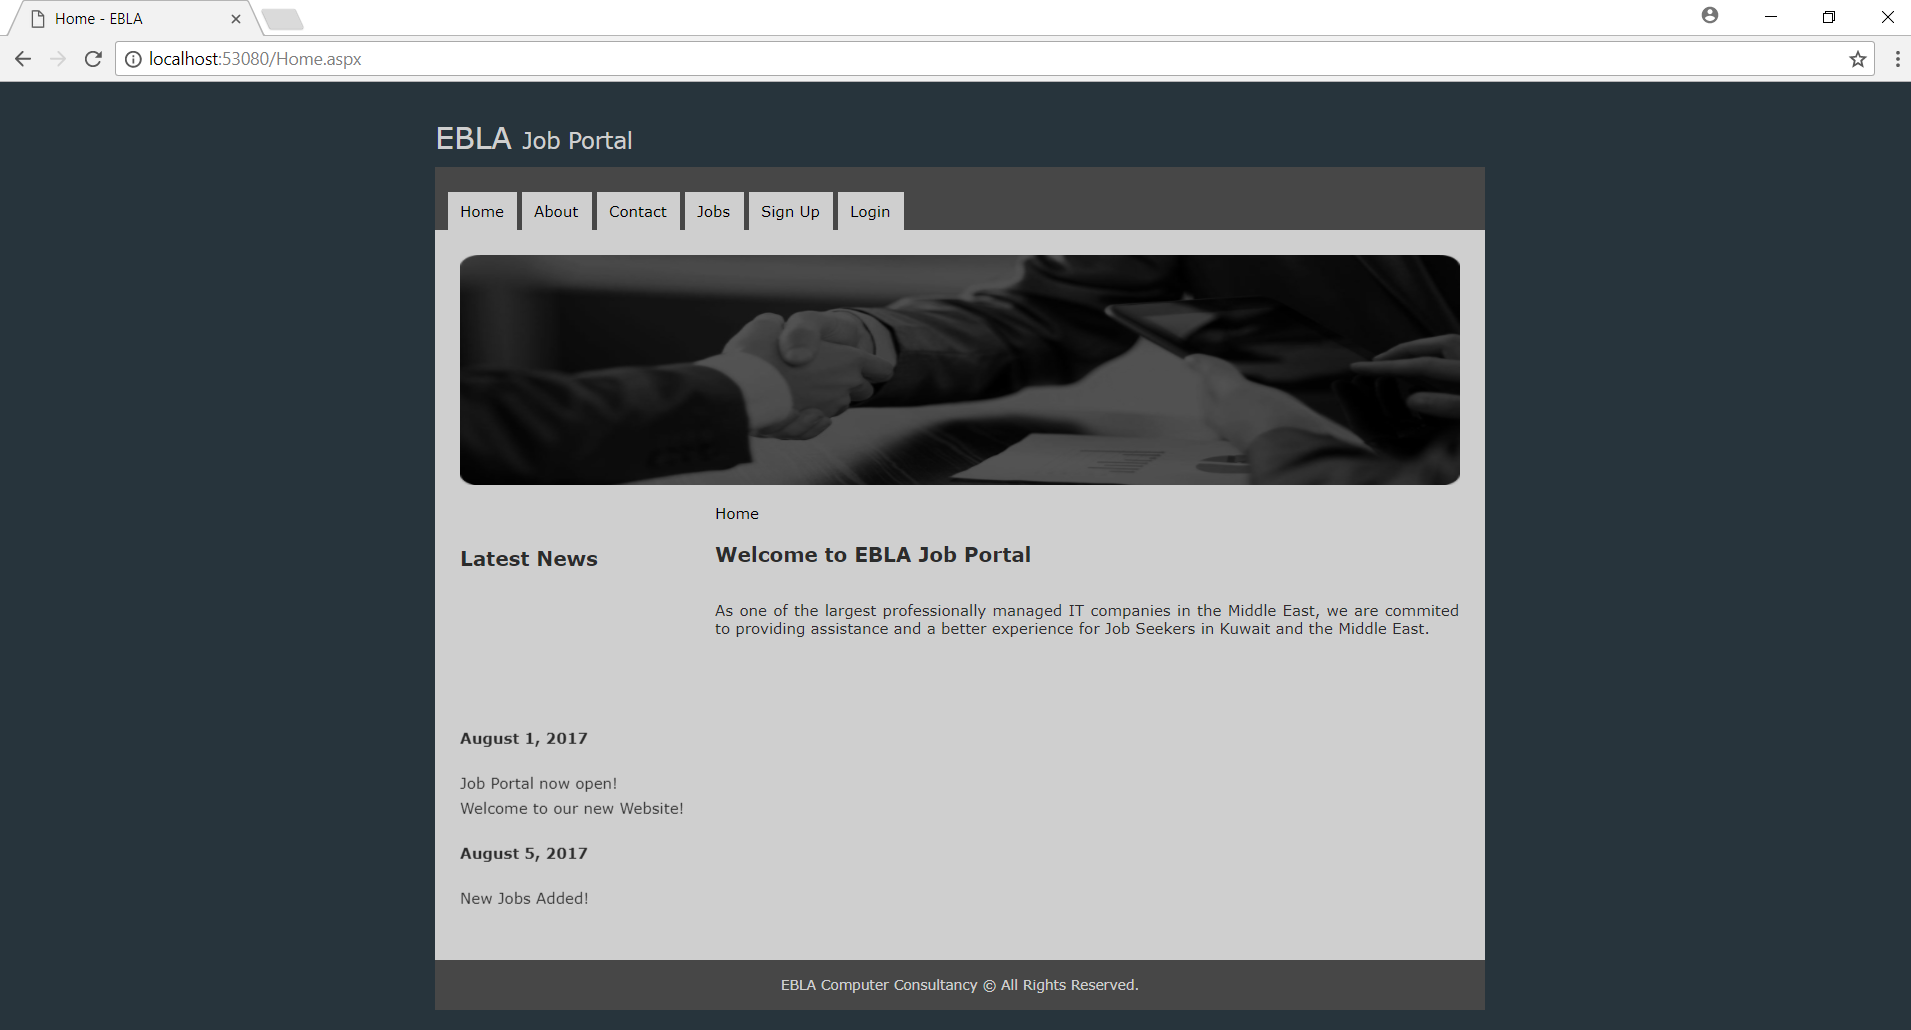 Home - EBLA
localhost:53080/Home.aspx
EBLA Job Portal
Home About Contact Jobs Sign Up Login
Home
Latest News
Welcome to EBLA Job Portal
As one of the largest professionally managed IT companies in the Middle East, we are commited
to providing assistance and a better experience for Job Seekers in Kuwait and the Middle East.
August 1, 2017
Job Portal now open!
Welcome to our new Website!
August 5, 2017
New Jobs Added!
EBLA Computer Consultancy © All Rights Reserved.